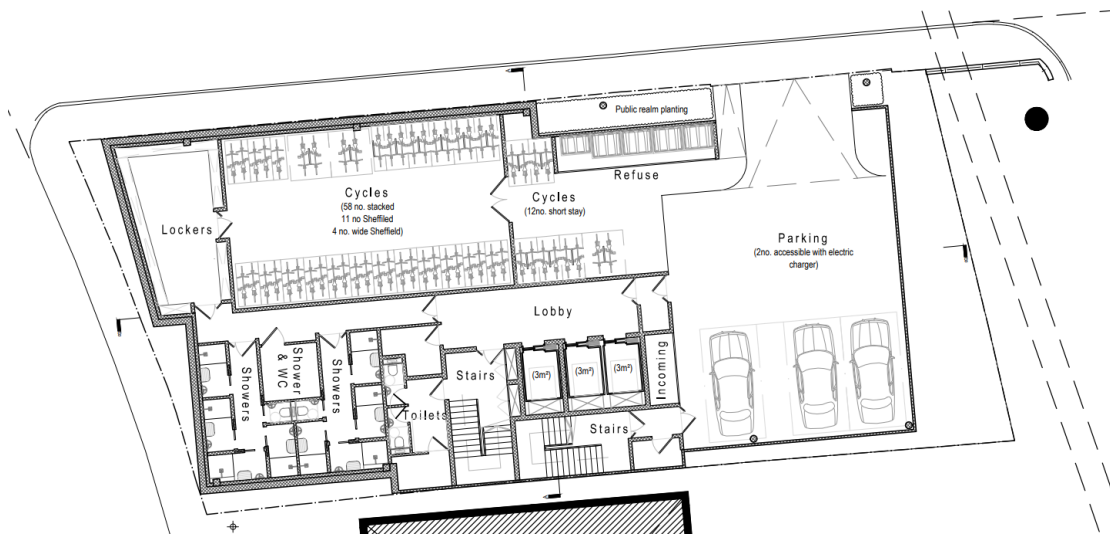 Public realm planting
Refuse
Cycles
(58 no. stacked
11 no Sheffiled
4 no. wide Sheffield)
Cycles
(12no. short stay)
Lockers
Parking
(2no. accessible with electric
charger)
Lobby
Showers
Shower
& WC
Showers
Stairs
Toilets
(3m²)
(3m²)
(3m²)
Incoming
Stairs